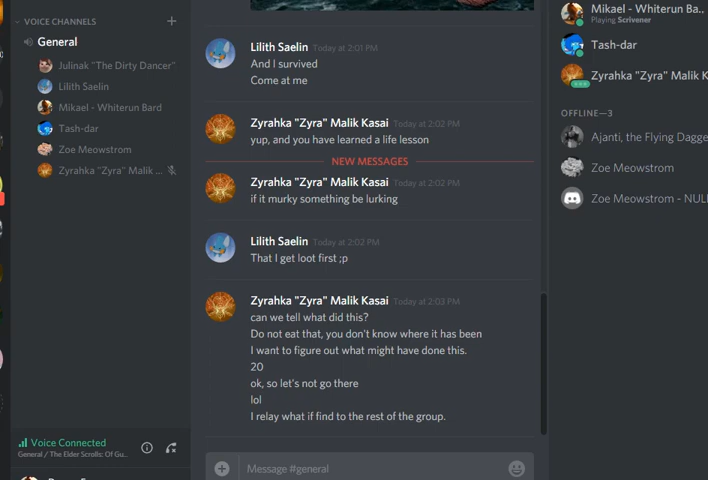 VOICE CHANNELS
General
Julinak "The Dirty Dancer"
Lilith Saelin
Mikael - Whiterun Bard
Tash-dar
Zoe Meowstrom
Zyrahka "Zyra" Malik ...
Voice Connected
General / The Elder Scrolls: Of Gu...
Lilith Saelin Today at 2:01 PM
And I survived
Come at me
Zyrahka "Zyra" Malik Kasai Today at 2:02 PM
yup, and you have learned a life lesson
NEW MESSAGES
Zyrahka "Zyra" Malik Kasai Today at 2:02 PM
if it murky something be lurking
Lilith Saelin Today at 2:02 PM
That I get loot first ;p
Zyrahka "Zyra" Malik Kasai Today at 2:03 PM
can we tell what did this?
Do not eat that, you don't know where it has been
I want to figure out what might have done this.
20
ok, so let's not go there
lol
I relay what if find to the rest of the group.
Message #general
Mikael - Whiterun Ba..
Playing Scrivener
Tash-dar
Zyrahka "Zyra" Malik K
OFFLINE—3
Ajanti, the Flying Dagge
Zoe Meowstrom
Zoe Meowstrom - NUL